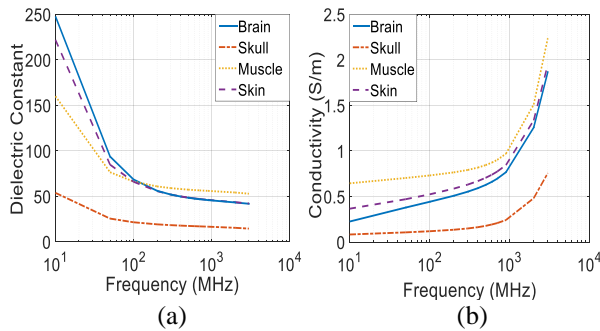 250
200
150
100
50
0
Dielectric Constant
Brain
Skull
Muscle
Skin
10^1
10^2
10^3
10^4
Frequency (MHz)
(a)
2.5
2
1.5
1
0.5
0
Conductivity (S/m)
Brain
Skull
Muscle
Skin
10^1
10^2
10^3
10^4
Frequency (MHz)
(b)